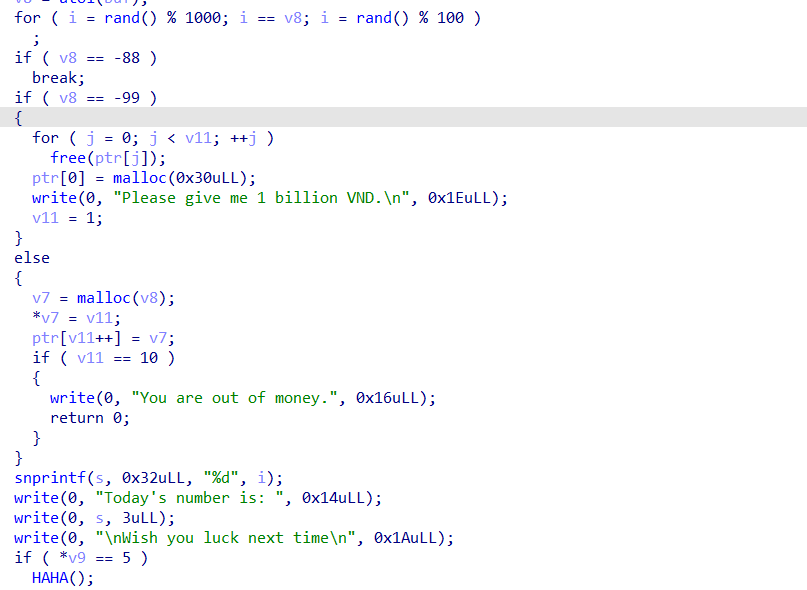 v8 = atoi(buf);
for ( i = rand() % 1000; i == v8; i = rand() % 100 )
;
if ( v8 == -88 )
break;
if ( v8 == -99 )
{
for ( j = 0; j < v11; ++j )
free(ptr[j]);
ptr[0] = malloc(0x30uLL);
write(0, "Please give me 1 billion VND.\n", 0x1EuLL);
v11 = 1;
}
else
{
v7 = malloc(v8);
*v7 = v11;
ptr[v11++] = v7;
if ( v11 == 10 )
{
write(0, "You are out of money.", 0x16uLL);
return 0;
}
}
snprintf(s, 0x32uLL, "%d", i);
write(0, "Today's number is: ", 0x14uLL);
write(0, s, 3uLL);
write(0, "\nWish you luck next time\n", 0x1AuLL);
if ( *v9 == 5 )
HAHA();